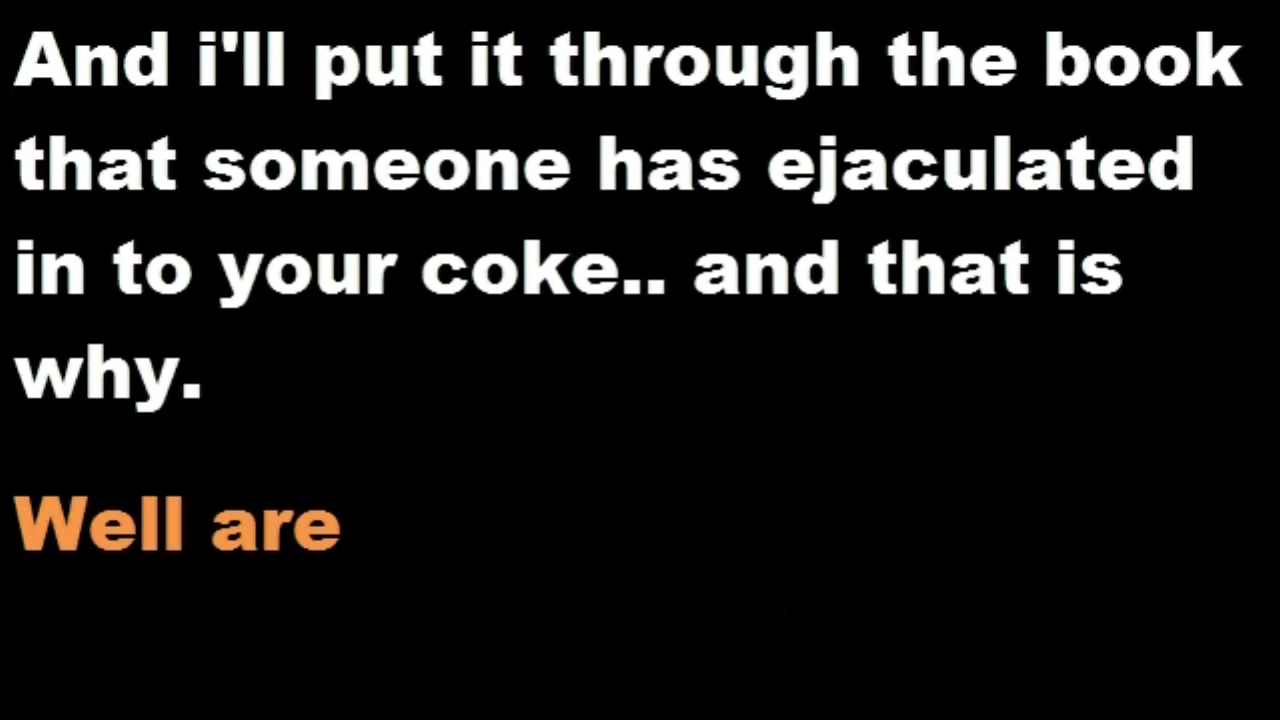 And i'll put it through the book
that someone has ejaculated
in to your coke.. and that is
why.
Well are